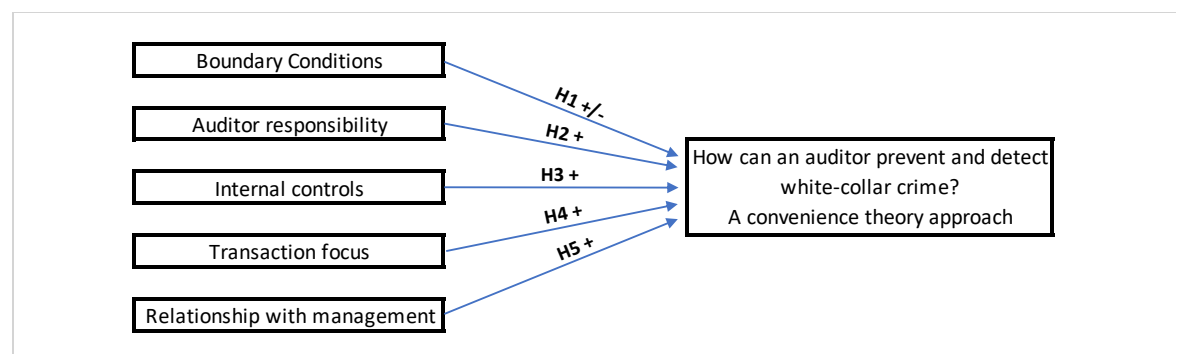 Boundary Conditions
Auditor responsibility
Internal controls
Transaction focus
Relationship with management
H1 +/-
H2 +
H3 +
H4 +
H5 +
How can an auditor prevent and detect
white-collar crime?
A convenience theory approach